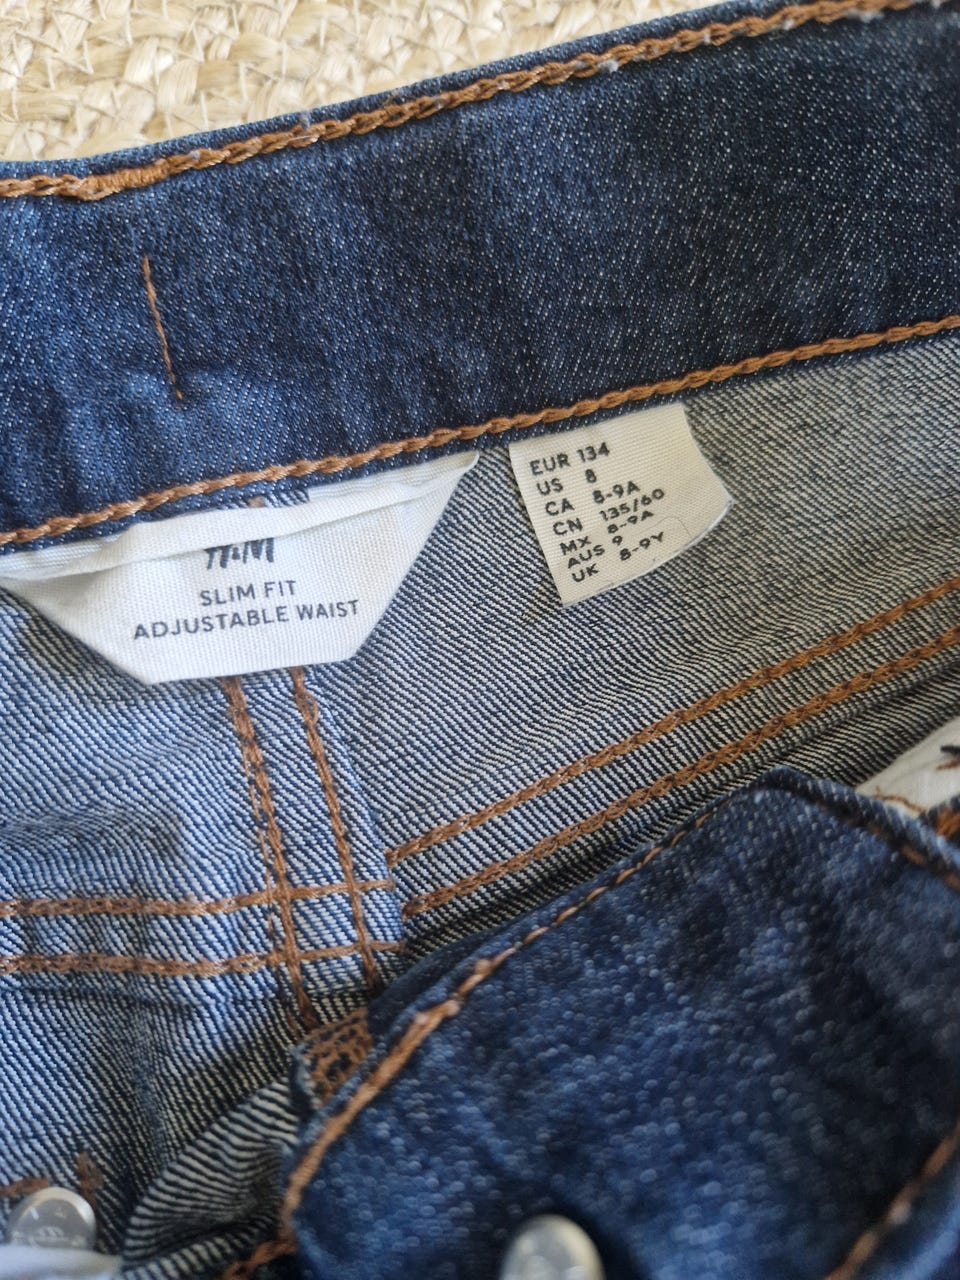 H&M
SLIM FIT
ADJUSTABLE WAIST
EUR 134
US 8
CA 8-9A
CN 135/60
MX 8-9A
AUS 9
UK 8-9Y